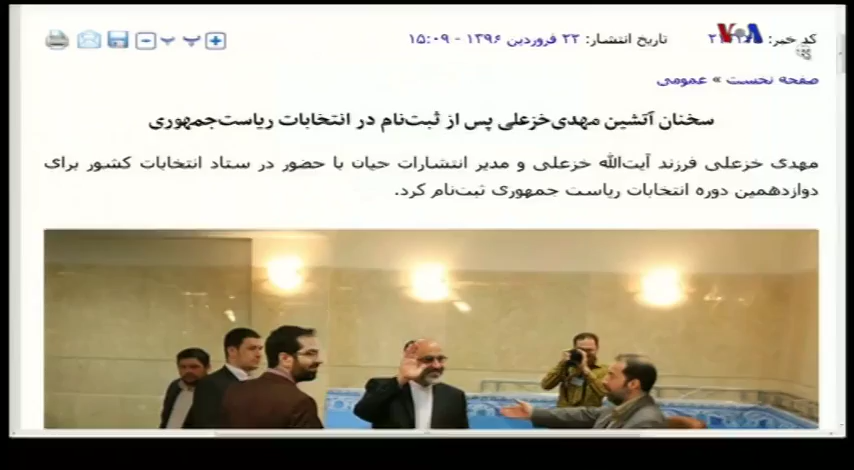 کد خبر:
VOA
تاریخ انتشار: ۲۲ فروردین ۱۳۹۶ - ۱۵:۰۹
صفحه نخست » عمومی
سخنان آتشین مهدی‌خزعلی پس از ثبت‌نام در انتخابات ریاست‌جمهوری
مهدی خزعلی فرزند آیت‌الله خزعلی و مدیر انتشارات حیان با حضور در ستاد انتخابات کشور برای
دوازدهمین دوره انتخابات ریاست جمهوری ثبت‌نام کرد.